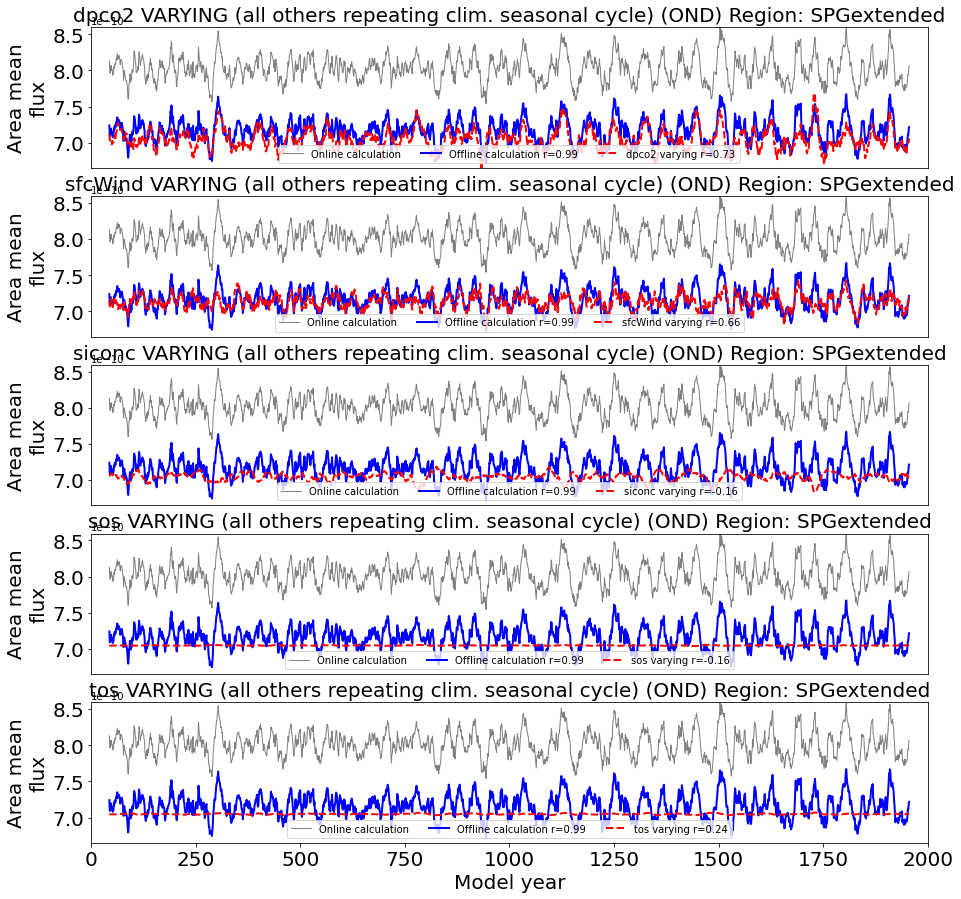 dpco2 VARYING (all others repeating clim. seasonal cycle) (OND) Region: SPGextended
1e−10
8.5
8.0
7.5
7.0
Area mean
flux
Online calculation Offline calculation r=0.99 dpco2 varying r=0.73
sfcWind VARYING (all others repeating clim. seasonal cycle) (OND) Region: SPGextended
1e−10
8.5
8.0
7.5
7.0
Area mean
flux
Online calculation Offline calculation r=0.99 sfcWind varying r=0.66
siconc VARYING (all others repeating clim. seasonal cycle) (OND) Region: SPGextended
1e−10
8.5
8.0
7.5
7.0
Area mean
flux
Online calculation Offline calculation r=0.99 siconc varying r=-0.16
sos VARYING (all others repeating clim. seasonal cycle) (OND) Region: SPGextended
1e−10
8.5
8.0
7.5
7.0
Area mean
flux
Online calculation Offline calculation r=0.99 sos varying r=-0.16
tos VARYING (all others repeating clim. seasonal cycle) (OND) Region: SPGextended
1e−10
8.5
8.0
7.5
7.0
Area mean
flux
Online calculation Offline calculation r=0.99 tos varying r=0.24
0 250 500 750 1000 1250 1500 1750 2000
Model year